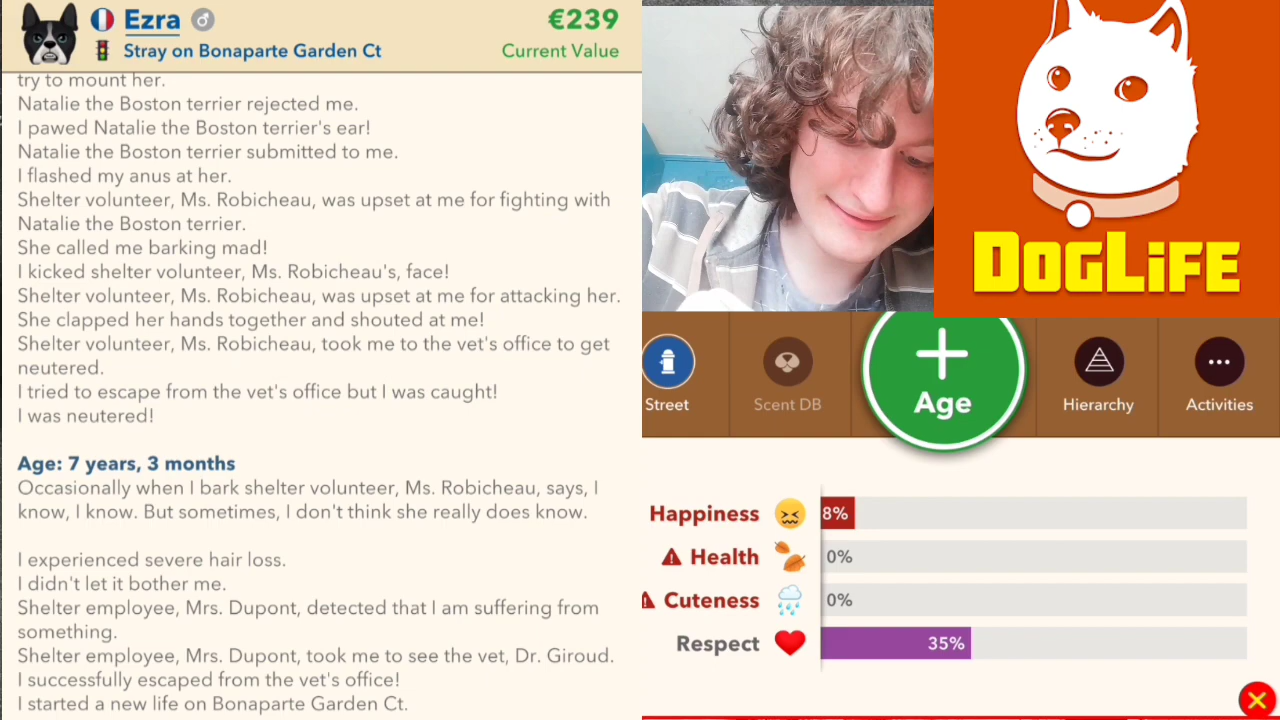 Ezra
€239
Stray on Bonaparte Garden Ct
Current Value
try to mount her.
Natalie the Boston terrier rejected me.
I pawed Natalie the Boston terrier's ear!
Natalie the Boston terrier submitted to me.
I flashed my anus at her.
Shelter volunteer, Ms. Robicheau, was upset at me for fighting with
Natalie the Boston terrier.
She called me barking mad!
I kicked shelter volunteer, Ms. Robicheau's, face!
Shelter volunteer, Ms. Robicheau, was upset at me for attacking her.
She clapped her hands together and shouted at me!
Shelter volunteer, Ms. Robicheau, took me to the vet's office to get
neutered.
I tried to escape from the vet's office but I was caught!
I was neutered!
Age: 7 years, 3 months
Occasionally when I bark shelter volunteer, Ms. Robicheau, says, I
know, I know. But sometimes, I don't think she really does know.
I experienced severe hair loss.
I didn't let it bother me.
Shelter employee, Mrs. Dupont, detected that I am suffering from
something.
Shelter employee, Mrs. Dupont, took me to see the vet, Dr. Giroud.
I successfully escaped from the vet's office!
I started a new life on Bonaparte Garden Ct.
DOGLiFE
Street
Scent DB
Age
Hierarchy
Activities
Happiness 8%
Health 0%
Cuteness 0%
Respect 35%